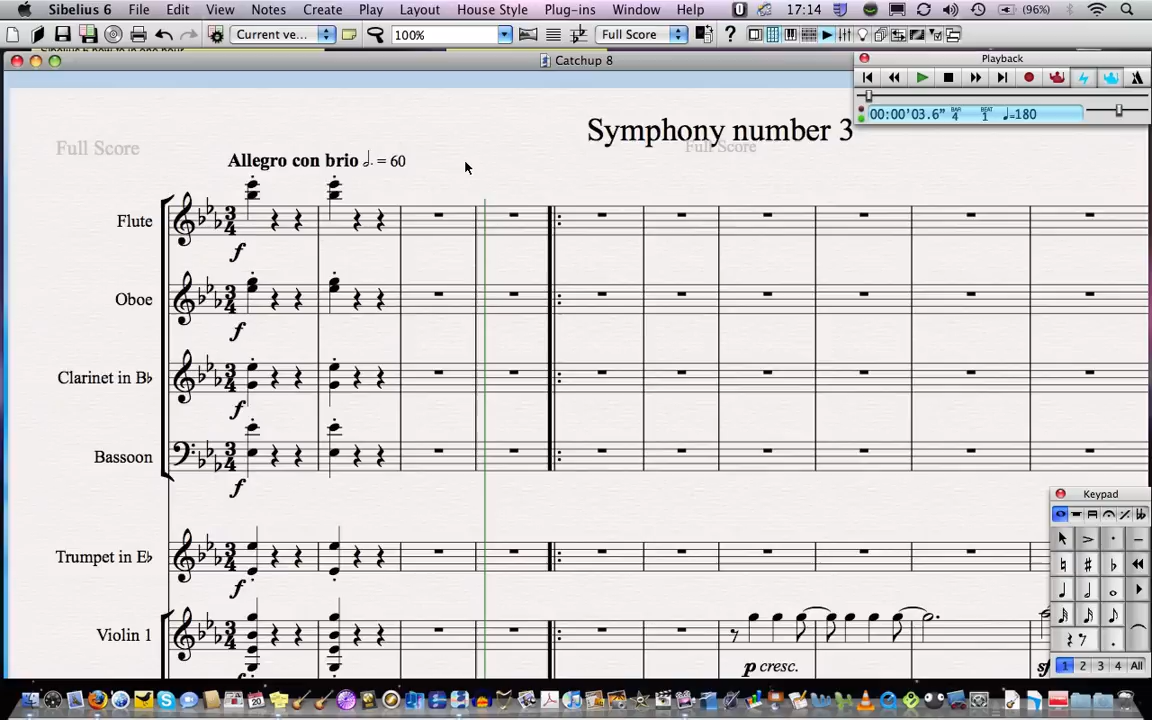 Sibelius 6 File Edit View Notes Create Play Layout House Style Plug-ins Window Help 17:14 (96%)
Current ve... 100% Full Score
Catchup 8
Playback
00:00'03.6" BAR 4 BEAT 1 ♩=180
Symphony number 3
Full Score
Full Score
Allegro con brio 𝅗𝅥. = 60
Flute
f
Oboe
f
Clarinet in B♭
f
Bassoon
f
Trumpet in E♭
f
Violin 1
p cresc.
sf
Keypad
1 2 3 4 All